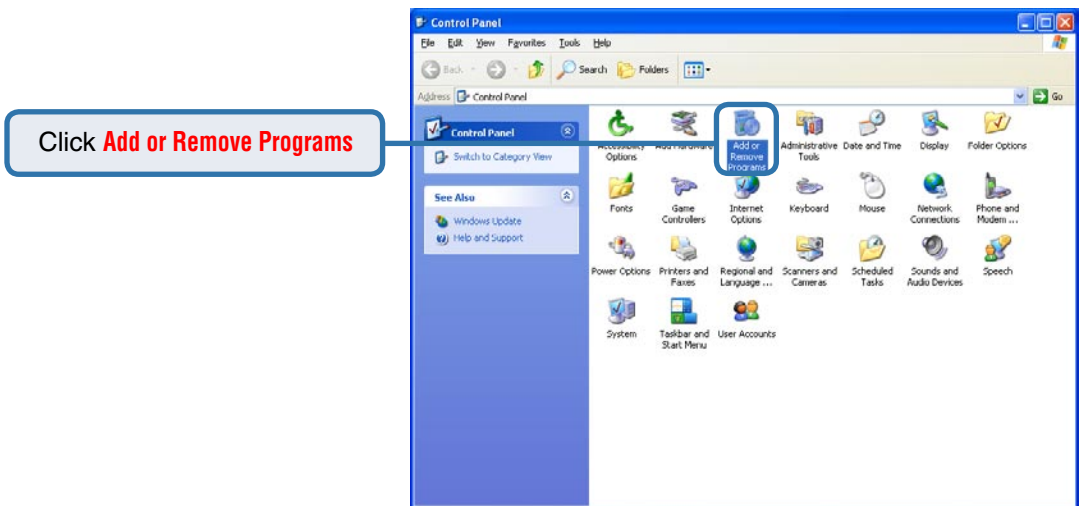 Control Panel
File Edit View Favorites Tools Help
Back Search Folders
Address Control Panel Go
Click Add or Remove Programs
Control Panel
Switch to Category View
See Also
Windows Update
Help and Support
Accessibility Options
Add Hardware
Add or
Remove
Programs
Administrative
Tools
Date and Time
Display
Folder Options
Fonts
Game
Controllers
Internet
Options
Keyboard
Mouse
Network
Connections
Phone and
Modem ...
Power Options
Printers and
Faxes
Regional and
Language ...
Scanners and
Cameras
Scheduled
Tasks
Sounds and
Audio Devices
Speech
System
Taskbar and
Start Menu
User Accounts